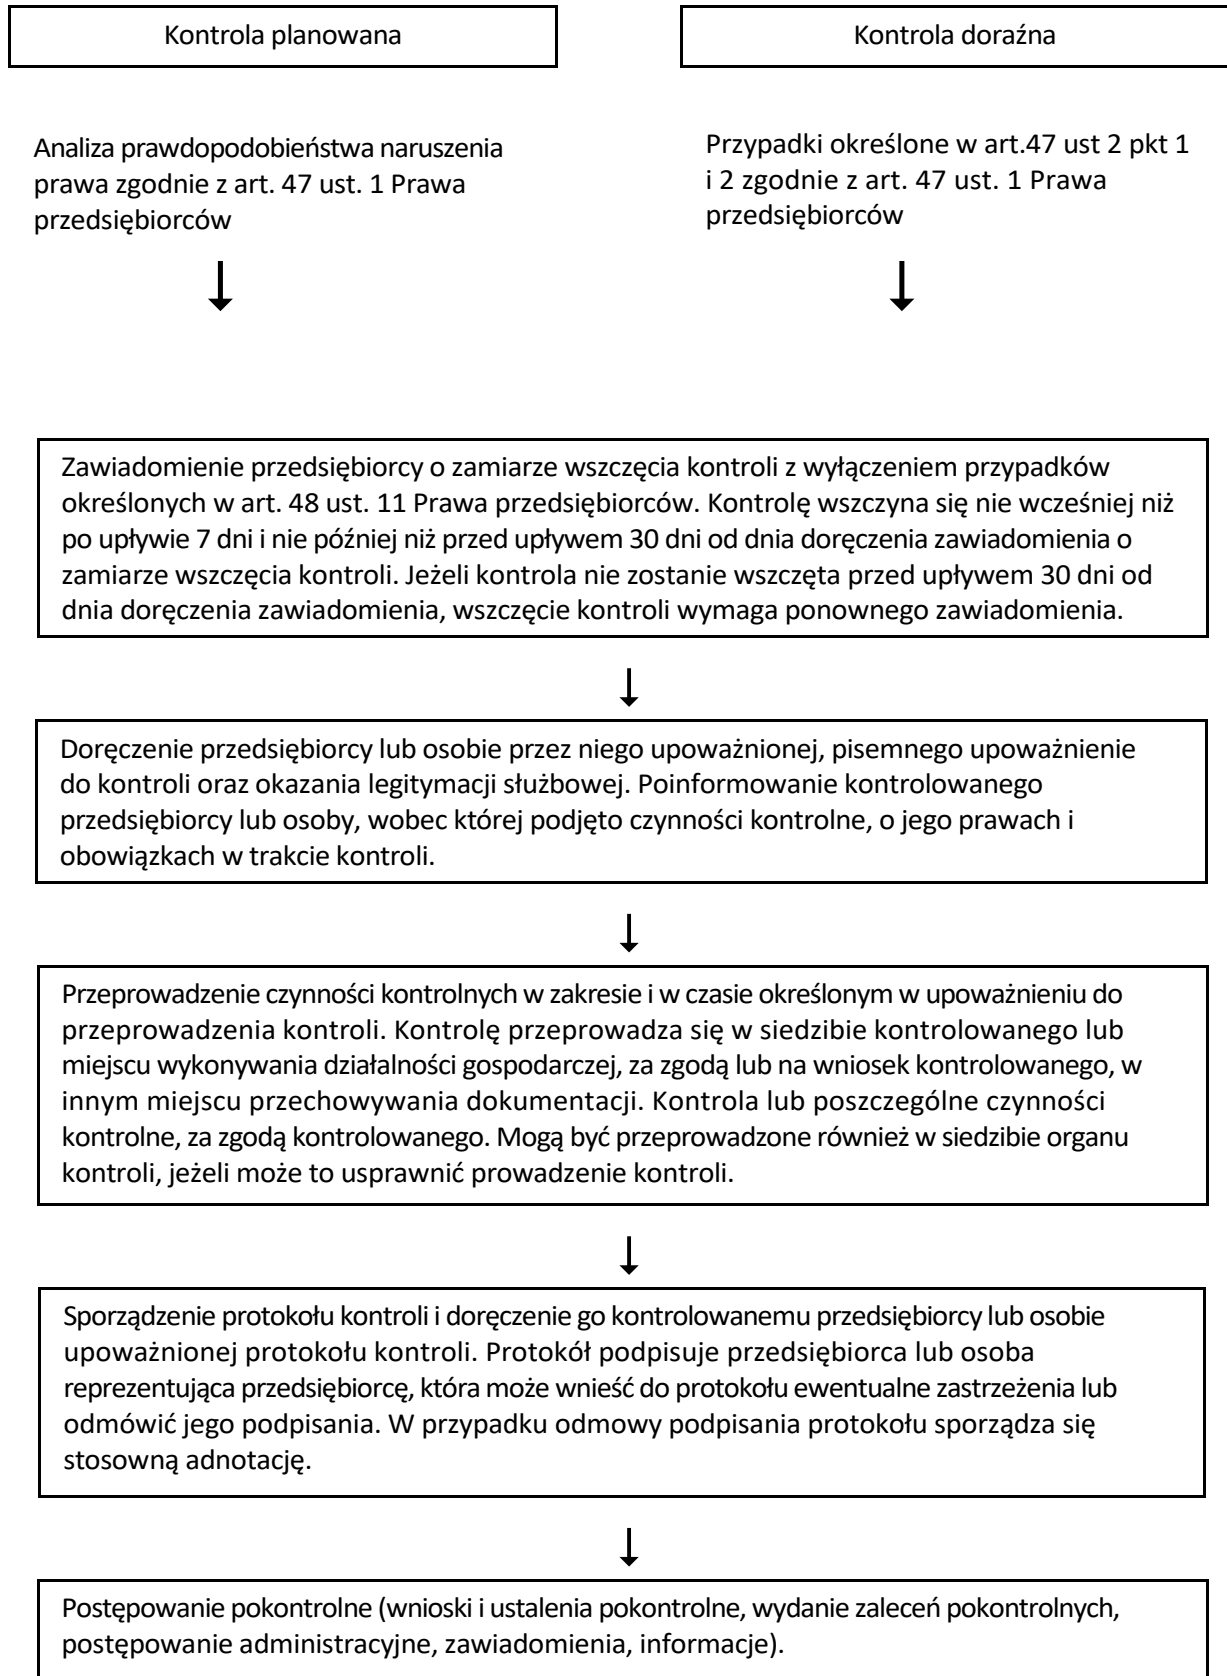 Kontrola planowana
Kontrola doraźna
Analiza prawdopodobieństwa naruszenia
prawa zgodnie z art. 47 ust. 1 Prawa
przedsiębiorców
Przypadki określone w art.47 ust 2 pkt 1
i 2 zgodnie z art. 47 ust. 1 Prawa
przedsiębiorców
Zawiadomienie przedsiębiorcy o zamiarze wszczęcia kontroli z wyłączeniem przypadków
określonych w art. 48 ust. 11 Prawa przedsiębiorców. Kontrolę wszczyna się nie wcześniej niż
po upływie 7 dni i nie później niż przed upływem 30 dni od dnia doręczenia zawiadomienia o
zamiarze wszczęcia kontroli. Jeżeli kontrola nie zostanie wszczęta przed upływem 30 dni od
dnia doręczenia zawiadomienia, wszczęcie kontroli wymaga ponownego zawiadomienia.
Doręczenie przedsiębiorcy lub osobie przez niego upoważnionej, pisemnego upoważnienie
do kontroli oraz okazania legitymacji służbowej. Poinformowanie kontrolowanego
przedsiębiorcy lub osoby, wobec której podjęto czynności kontrolne, o jego prawach i
obowiązkach w trakcie kontroli.
Przeprowadzenie czynności kontrolnych w zakresie i w czasie określonym w upoważnieniu do
przeprowadzenia kontroli. Kontrolę przeprowadza się w siedzibie kontrolowanego lub
miejscu wykonywania działalności gospodarczej, za zgodą lub na wniosek kontrolowanego, w
innym miejscu przechowywania dokumentacji. Kontrola lub poszczególne czynności
kontrolne, za zgodą kontrolowanego. Mogą być przeprowadzone również w siedzibie organu
kontroli, jeżeli może to usprawnić prowadzenie kontroli.
Sporządzenie protokołu kontroli i doręczenie go kontrolowanemu przedsiębiorcy lub osobie
upoważnionej protokołu kontroli. Protokół podpisuje przedsiębiorca lub osoba
reprezentująca przedsiębiorcę, która może wnieść do protokołu ewentualne zastrzeżenia lub
odmówić jego podpisania. W przypadku odmowy podpisania protokołu sporządza się
stosowną adnotację.
Postępowanie pokontrolne (wnioski i ustalenia pokontrolne, wydanie zaleceń pokontrolnych,
postępowanie administracyjne, zawiadomienia, informacje).